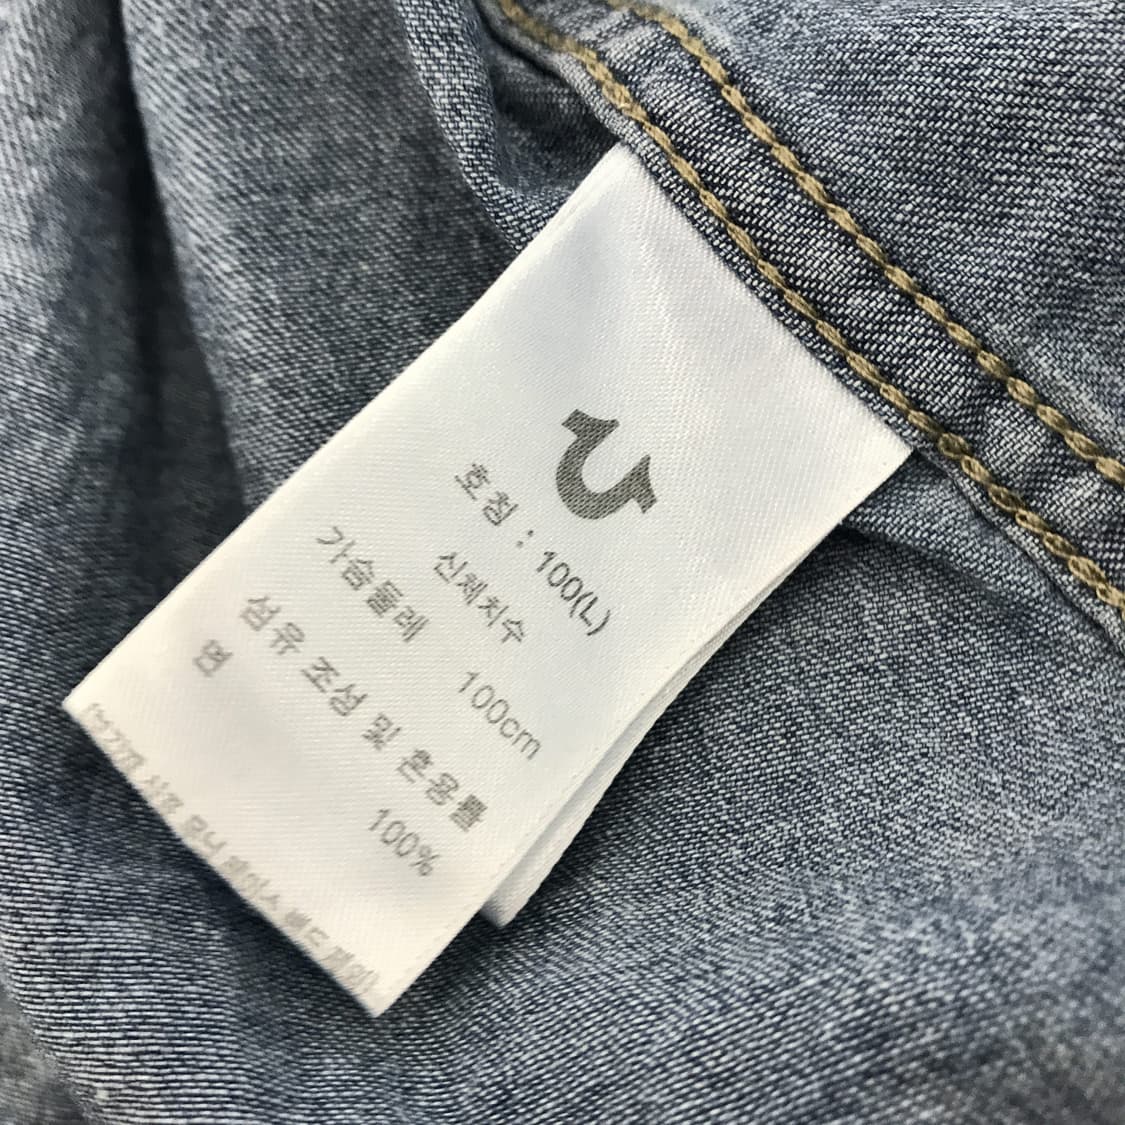 호칭 : 100(L)
신체치수
가슴둘레 100cm
섬유 조성 및 혼용률
면 100%